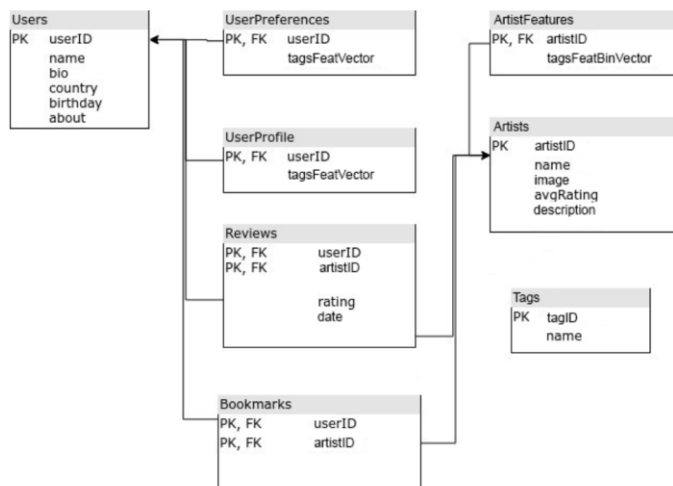 Users
PK userID
name
bio
country
birthday
about
UserPreferences
PK, FK userID
tagsFeatVector
ArtistFeatures
PK, FK artistID
tagsFeatBinVector
UserProfile
PK, FK userID
tagsFeatVector
Artists
PK artistID
name
image
avgRating
description
Reviews
PK, FK userID
PK, FK artistID
rating
date
Tags
PK tagID
name
Bookmarks
PK, FK userID
PK, FK artistID